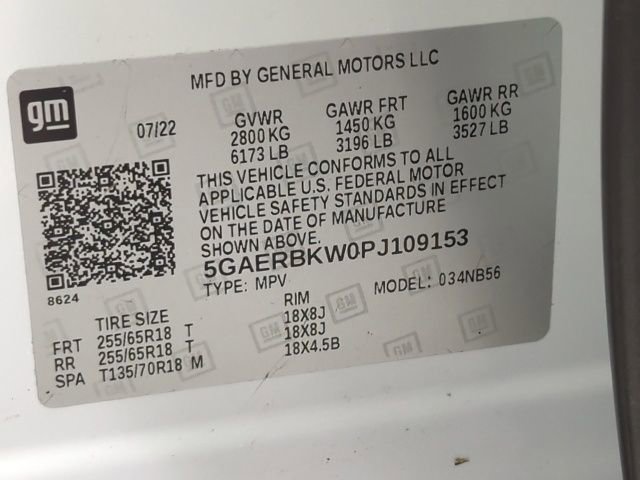 MFD BY GENERAL MOTORS LLC
gm
07/22
GVWR
2800 KG
6173 LB
GAWR FRT
1450 KG
3196 LB
GAWR RR
1600 KG
3527 LB
THIS VEHICLE CONFORMS TO ALL
APPLICABLE U.S. FEDERAL MOTOR
VEHICLE SAFETY STANDARDS IN EFFECT
ON THE DATE OF MANUFACTURE
SHOWN ABOVE.
5GAERBKW0PJ109153
8624
TYPE: MPV MODEL: 034NB56
TIRE SIZE RIM
FRT 255/65R18 T 18X8J
RR 255/65R18 T 18X8J
SPA T135/70R18 M 18X4.5B